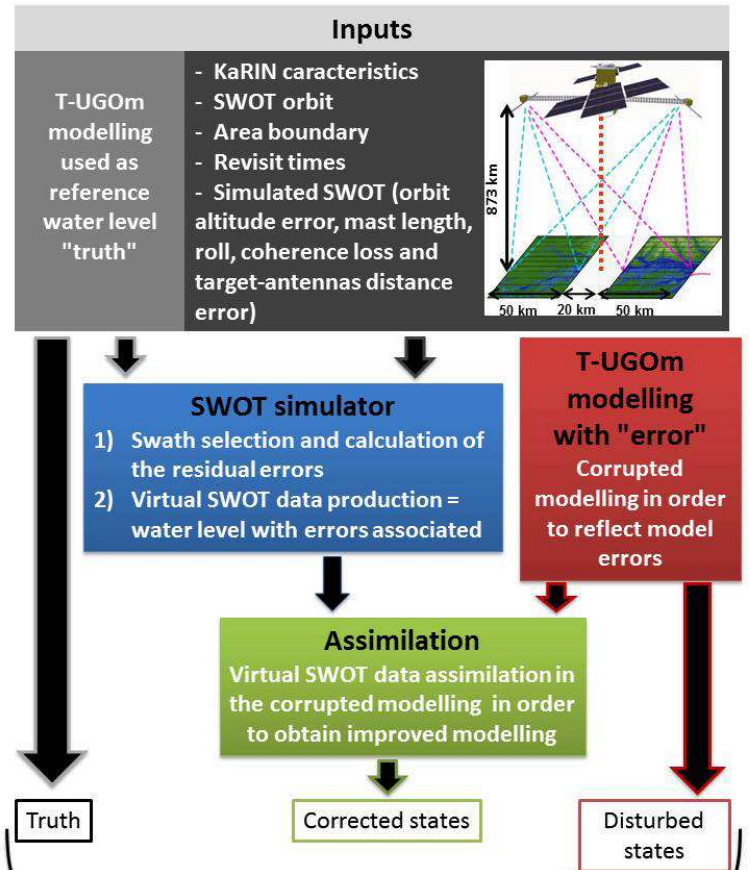 Inputs
T-UGOm
modelling
used as
reference
water level
"truth"
- KaRIN caracteristics
- SWOT orbit
- Area boundary
- Revisit times
- Simulated SWOT (orbit
altitude error, mast length,
roll, coherence loss and
target-antennas distance
error)
873 km
50 km
20 km
50 km
SWOT simulator
1) Swath selection and calculation of
the residual errors
2) Virtual SWOT data production =
water level with errors associated
T-UGOm
modelling
with "error"
Corrupted
modelling in order
to reflect model
errors
Assimilation
Virtual SWOT data assimilation in
the corrupted modelling in order
to obtain improved modelling
Truth
Corrected states
Disturbed
states